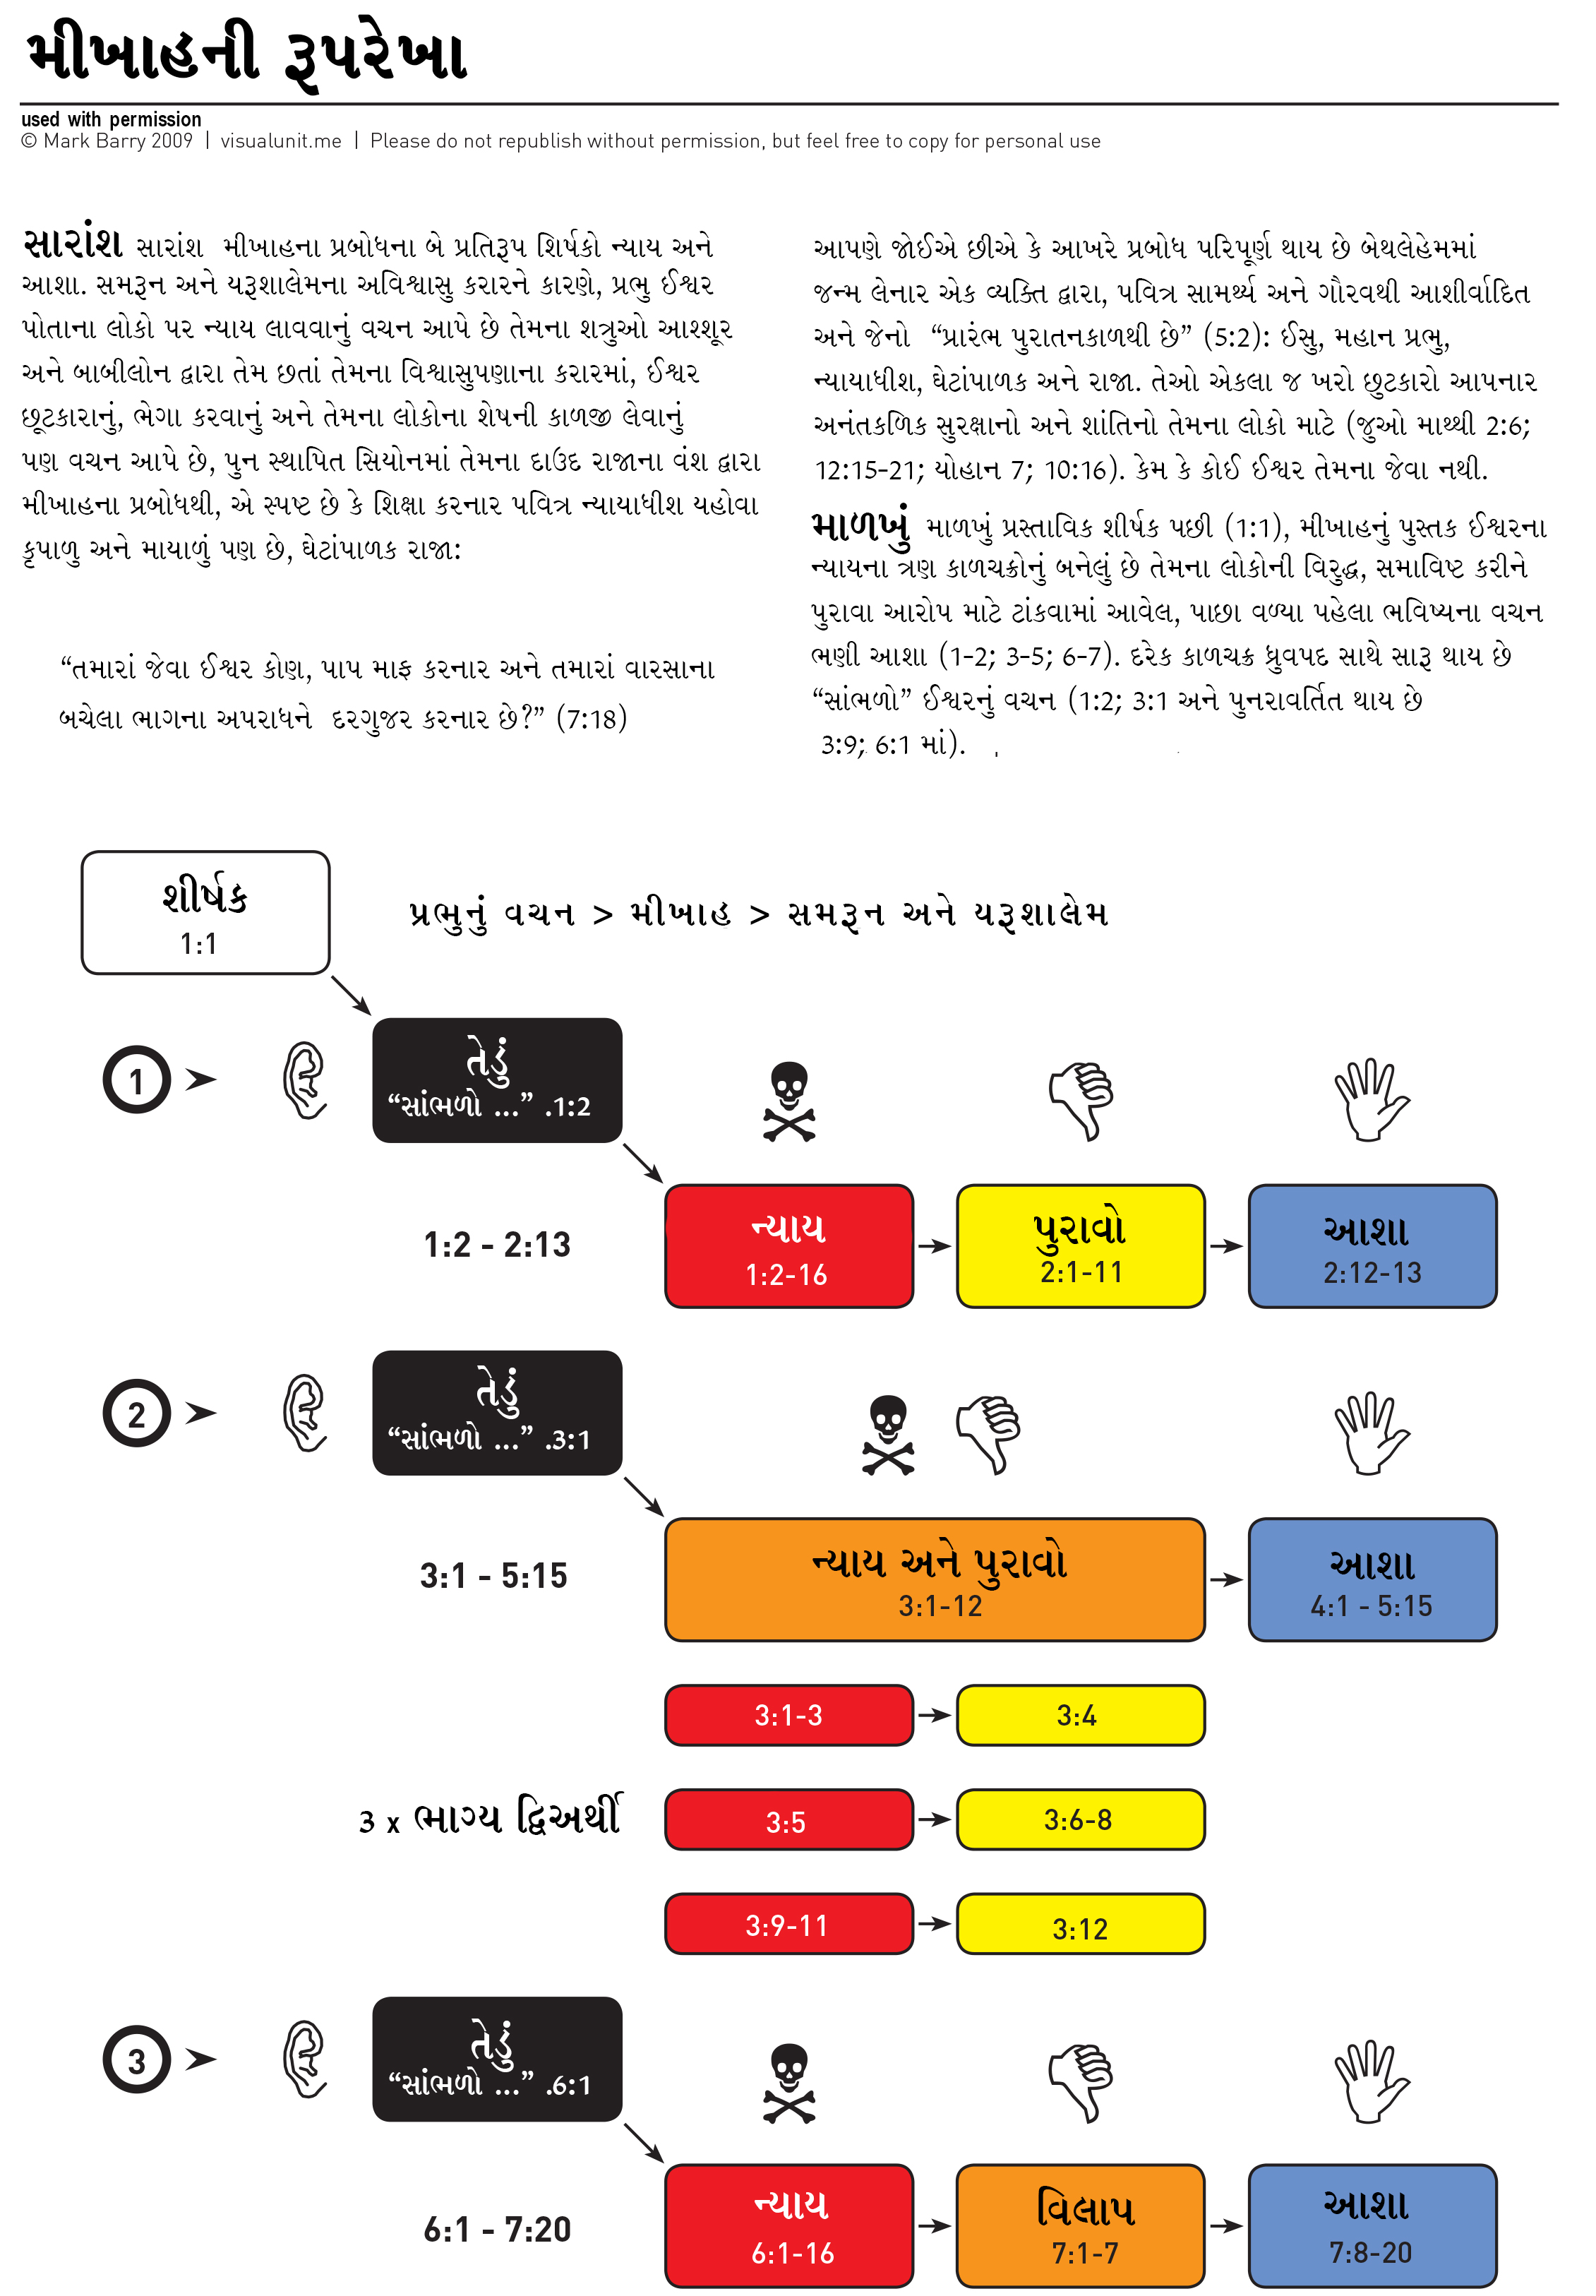 મીખાહની રૂપરેખા
used with permission
© Mark Barry 2009 | visualunit.me | Please do not republish without permission, but feel free to copy for personal use
સારાંશ સારાંશ મીખાહના પ્રબોધના બે પ્રતિરૂપ શિર્ષકો ન્યાય અને
આશા. સમરૂન અને યરૂશાલેમના અવિશ્વાસુ કરારને કારણે, પ્રભુ ઈશ્વર
પોતાના લોકો પર ન્યાય લાવવાનું વચન આપે છે તેમના શત્રુઓ આશ્શૂર
અને બાબીલોન દ્વારા તેમ છતાં તેમના વિશ્વાસુપણાના કરારમાં, ઈશ્વર
છૂટકારાનું, ભેગા કરવાનું અને તેમના લોકોના શેષની કાળજી લેવાનું
પણ વચન આપે છે, પુન સ્થાપિત સિયોનમાં તેમના દાઉદ રાજાના વંશ દ્વારા
મીખાહના પ્રબોધથી, એ સ્પષ્ટ છે કે શિક્ષા કરનાર પવિત્ર ન્યાયાધીશ યહોવા
કૃપાળુ અને માયાળું પણ છે, ઘેટાંપાળક રાજા:
“તમારાં જેવા ઈશ્વર કોણ, પાપ માફ કરનાર અને તમારાં વારસાના
બચેલા ભાગના અપરાધને દરગુજર કરનાર છે?” (7:18)
આપણે જોઈએ છીએ કે આખરે પ્રબોધ પરિપૂર્ણ થાય છે બેથલેહેમમાં
જન્મ લેનાર એક વ્યક્તિ દ્વારા, પવિત્ર સામર્થ્ય અને ગૌરવથી આશીર્વાદિત
અને જેનો “પ્રારંભ પુરાતનકાળથી છે” (5:2): ઈસુ, મહાન પ્રભુ,
ન્યાયાધીશ, ઘેટાંપાળક અને રાજા. તેઓ એકલા જ ખરો છુટકારો આપનાર
અનંતકળિક સુરક્ષાનો અને શાંતિનો તેમના લોકો માટે (જુઓ માથ્થી 2:6;
12:15-21; યોહાન 7; 10:16). કેમ કે કોઈ ઈશ્વર તેમના જેવા નથી.
માળખું માળખું પ્રસ્તાવિક શીર્ષક પછી (1:1), મીખાહનું પુસ્તક ઈશ્વરના
ન્યાયના ત્રણ કાળચક્રોનું બનેલું છે તેમના લોકોની વિરુદ્ધ, સમાવિષ્ટ કરીને
પુરાવા આરોપ માટે ટાંકવામાં આવેલ, પાછા વળ્યા પહેલા ભવિષ્યના વચન
ભણી આશા (1-2; 3-5; 6-7). દરેક કાળચક્ર ધ્રુવપદ સાથે સારૂ થાય છે
“સાંભળો” ઈશ્વરનું વચન (1:2; 3:1 અને પુનરાવર્તિત થાય છે
3:9; 6:1 માં).
શીર્ષક
1:1
પ્રભુનું વચન > મીખાહ > સમરૂન અને યરૂશાલેમ
1
તેડું
“સાંભળો ...” .1:2
1:2 - 2:13
ન્યાય
1:2-16
પુરાવો
2:1-11
આશા
2:12-13
2
તેડું
“સાંભળો ...” .3:1
3:1 - 5:15
ન્યાય અને પુરાવો
3:1-12
આશા
4:1 - 5:15
3:1-3
3:4
3 x ભાગ્ય દ્વિઅર્થી
3:5
3:6-8
3:9-11
3:12
3
તેડું
“સાંભળો ...” .6:1
6:1 - 7:20
ન્યાય
6:1-16
વિલાપ
7:1-7
આશા
7:8-20